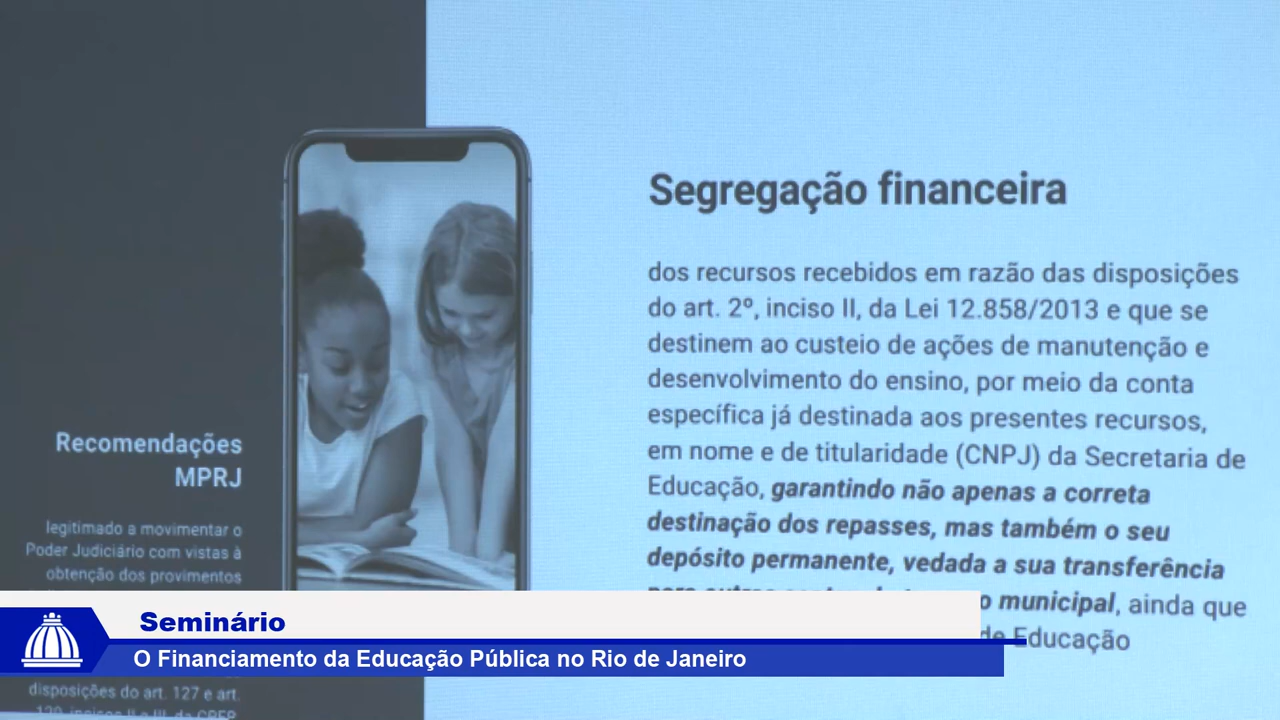 Segregação financeira
dos recursos recebidos em razão das disposições
do art. 2º, inciso II, da Lei 12.858/2013 e que se
destinem ao custeio de ações de manutenção e
desenvolvimento do ensino, por meio da conta
específica já destinada aos presentes recursos,
em nome e de titularidade (CNPJ) da Secretaria de
Educação, garantindo não apenas a correta
destinação dos repasses, mas também o seu
depósito permanente, vedada a sua transferência
municipal, ainda que
de Educação
Recomendações
MPRJ
legitimado a movimentar o
Poder Judiciário com vistas à
obtenção dos provimentos
disposições do art. 127 e art.
Seminário
O Financiamento da Educação Pública no Rio de Janeiro